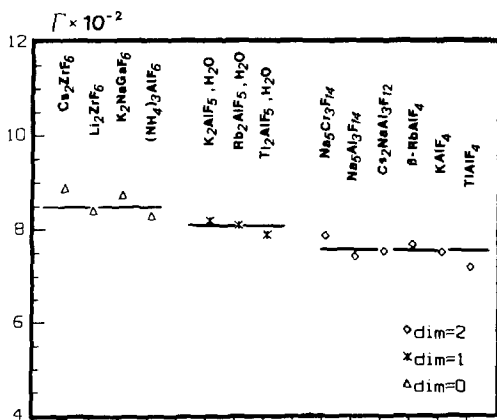 Γ × 10⁻²
12
10
8
6
4
Cs₂ZrF₆
Li₂ZrF₆
K₂NaGaF₆
(NH₄)₃AlF₆
K₂AlF₅, H₂O
Rb₂AlF₅, H₂O
Tl₂AlF₅, H₂O
Na₅Cr₃F₁₄
Na₅Al₃F₁₄
Cs₂NaAl₃F₁₂
β-RbAlF₄
KAlF₄
TlAlF₄
◇ dim=2
✳ dim=1
△ dim=0